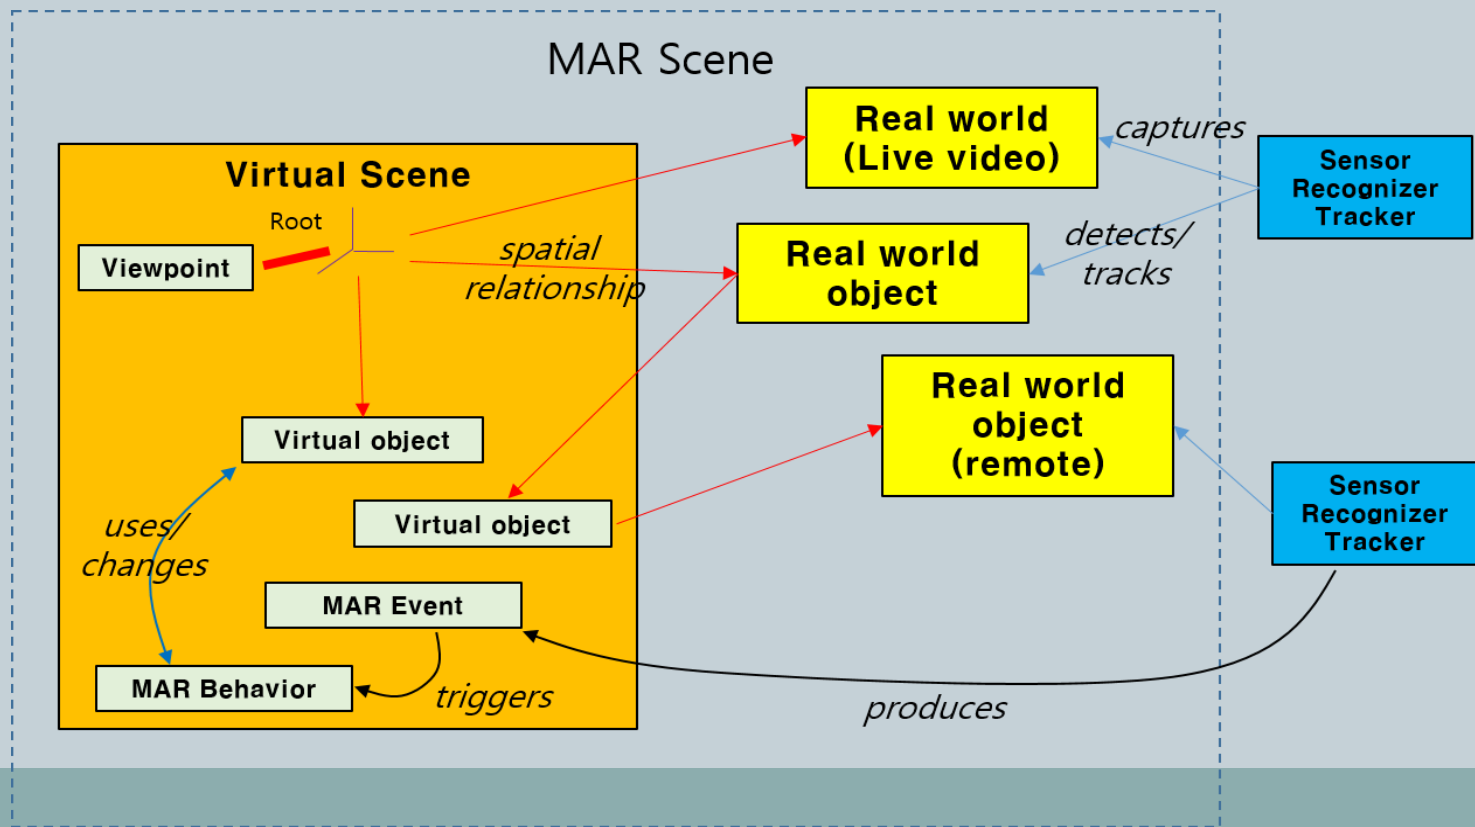 MAR Scene
Real world
(Live video)
captures
Sensor
Recognizer
Tracker
Virtual Scene
Root
Viewpoint
spatial
relationship
Real world
object
detects/
tracks
Real world
object
(remote)
Virtual object
Virtual object
Sensor
Recognizer
Tracker
uses/
changes
MAR Event
MAR Behavior
triggers
produces